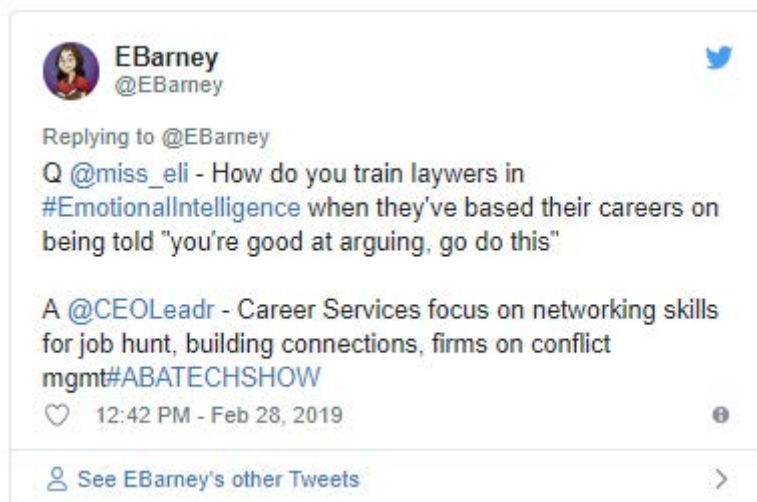 EBarney
@EBarney
Replying to @EBarney
Q @miss_eli - How do you train laywers in
#EmotionalIntelligence when they've based their careers on
being told "you're good at arguing, go do this"
A @CEOLeadr - Career Services focus on networking skills
for job hunt, building connections, firms on conflict
mgmt#ABATECHSHOW
12:42 PM - Feb 28, 2019
See EBarney's other Tweets